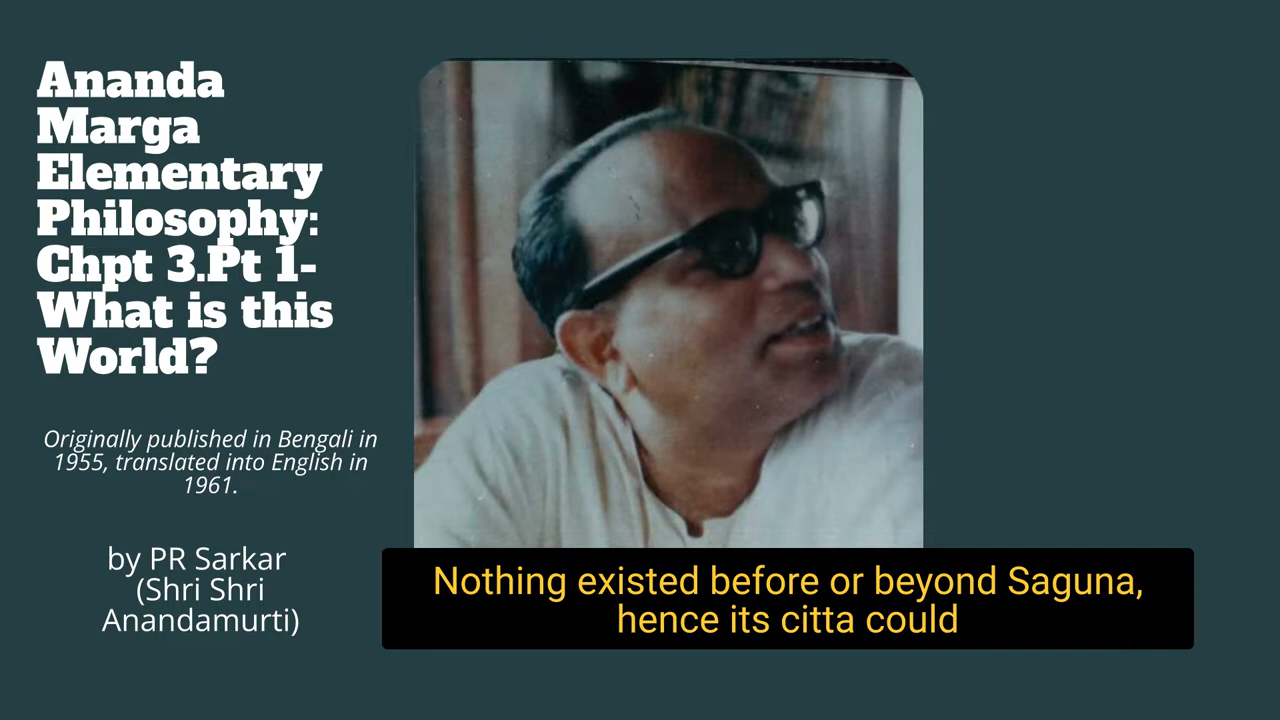 Ananda
Marga
Elementary
Philosophy:
Chpt 3.Pt 1-
What is this
World?
Originally published in Bengali in
1955, translated into English in
1961.
by PR Sarkar
(Shri Shri
Anandamurti)
Nothing existed before or beyond Saguna,
hence its citta could